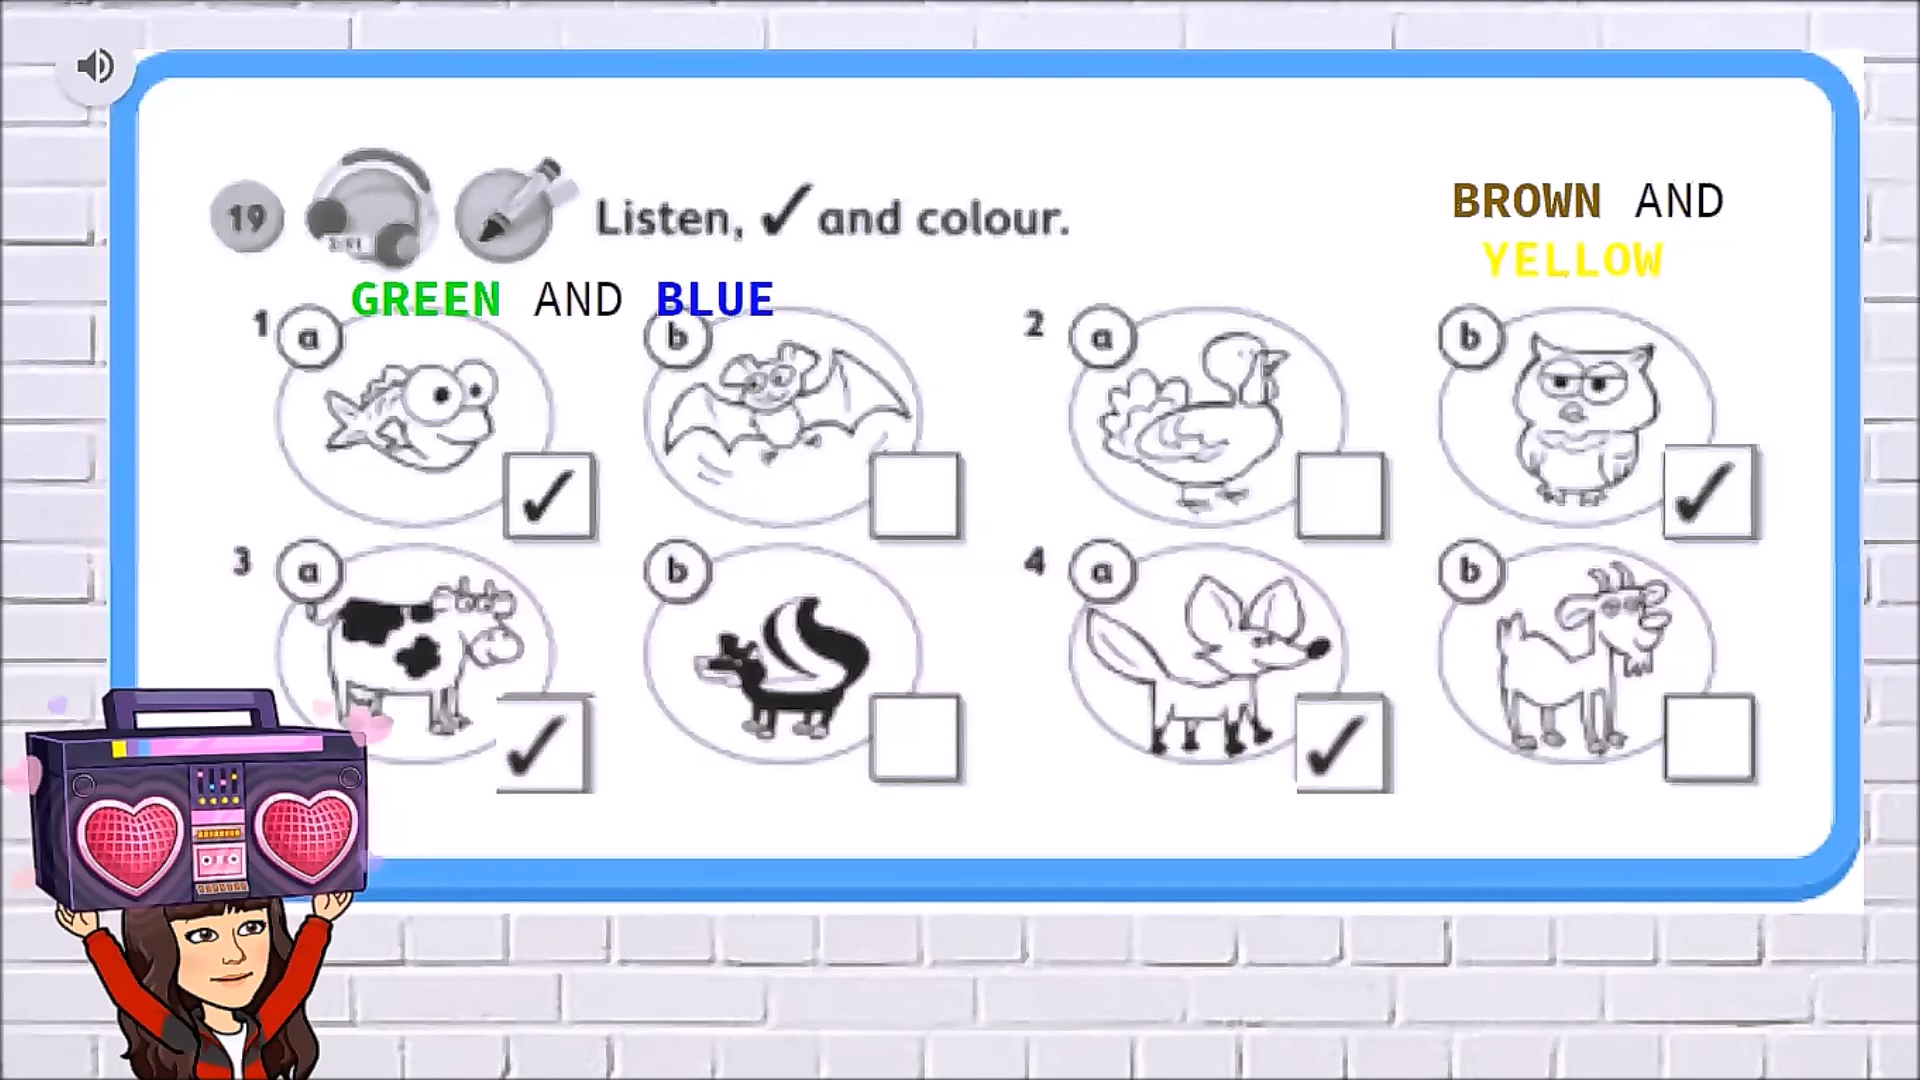 19 Listen, ✓ and colour.
BROWN AND
YELLOW
GREEN AND BLUE
1 a b 2 a b
3 a b 4 a b